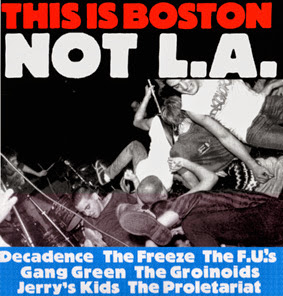 THIS IS BOSTON
NOT L.A.
Decadence The Freeze The F.U.'s
Gang Green The Groinoids
Jerry's Kids The Proletariat